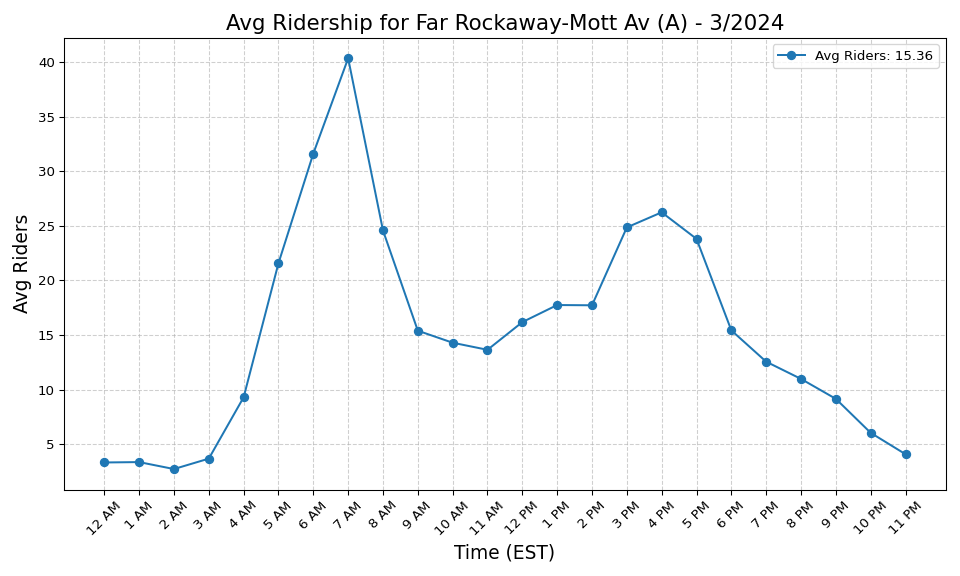 Avg Ridership for Far Rockaway-Mott Av (A) - 3/2024
Avg Riders: 15.36
Avg Riders
40
35
30
25
20
15
10
5
12 AM
1 AM
2 AM
3 AM
4 AM
5 AM
6 AM
7 AM
8 AM
9 AM
10 AM
11 AM
12 PM
1 PM
2 PM
3 PM
4 PM
5 PM
6 PM
7 PM
8 PM
9 PM
10 PM
11 PM
Time (EST)